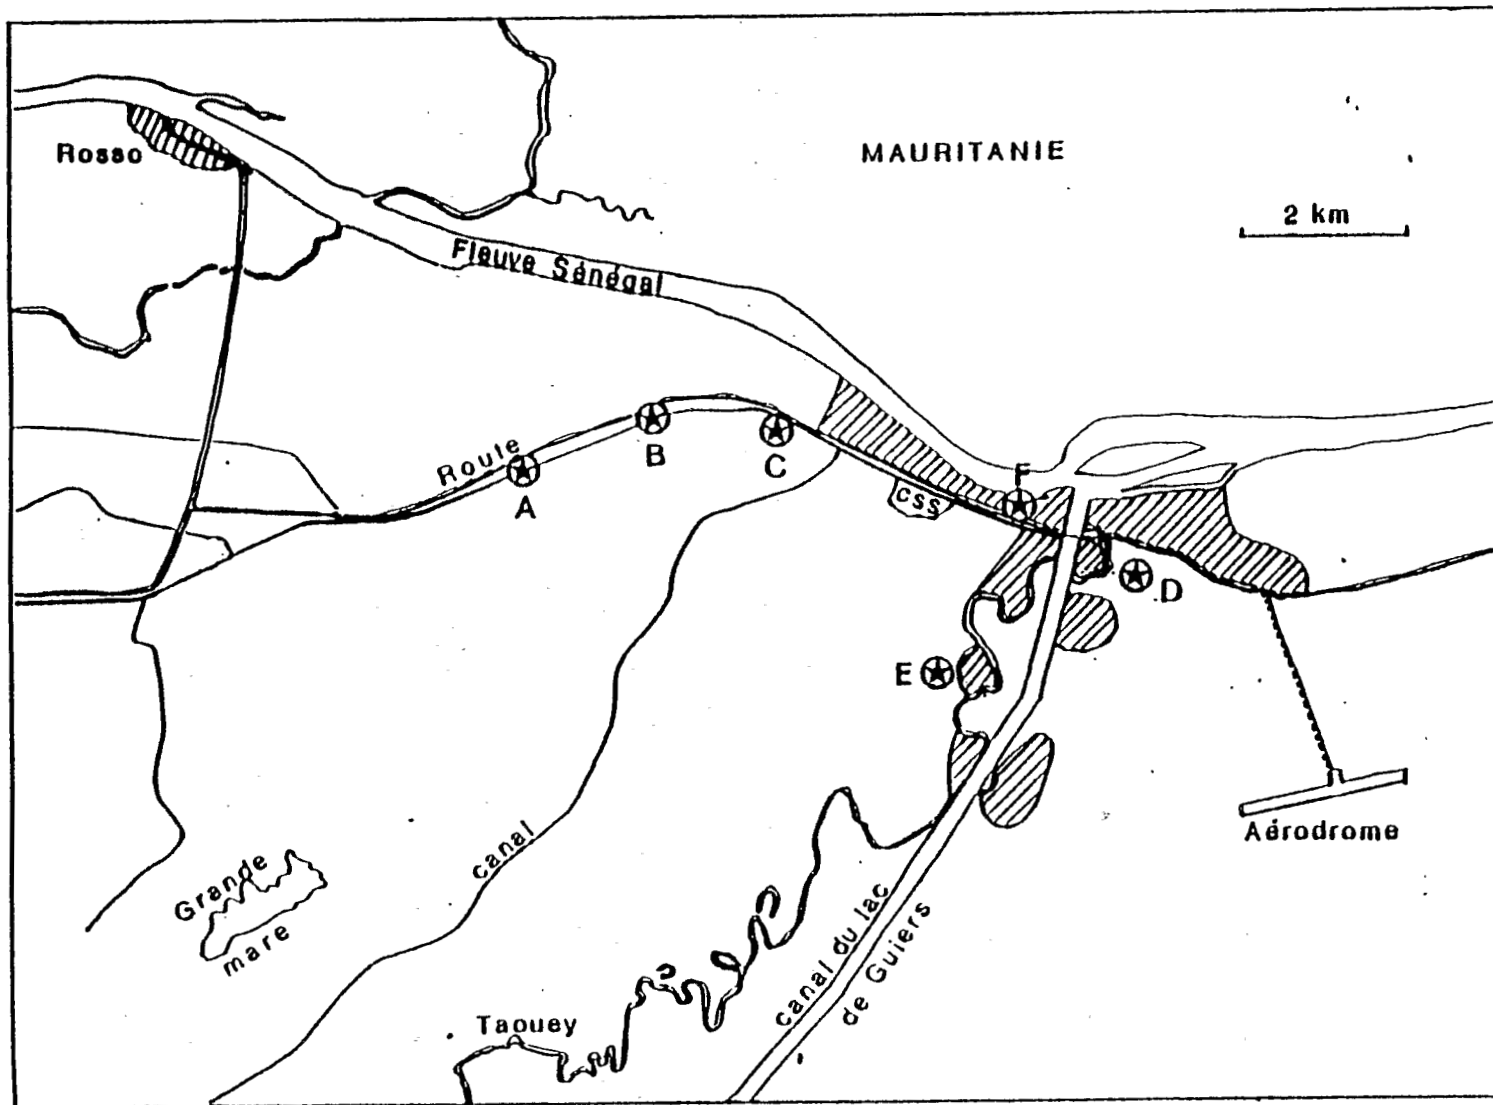 MAURITANIE
Rosso
2 km
Fleuve Sénégal
Route
A
B
C
F
css
D
E
Aérodrome
canal
Grande
mare
canal du lac
de Guiers
Taouey